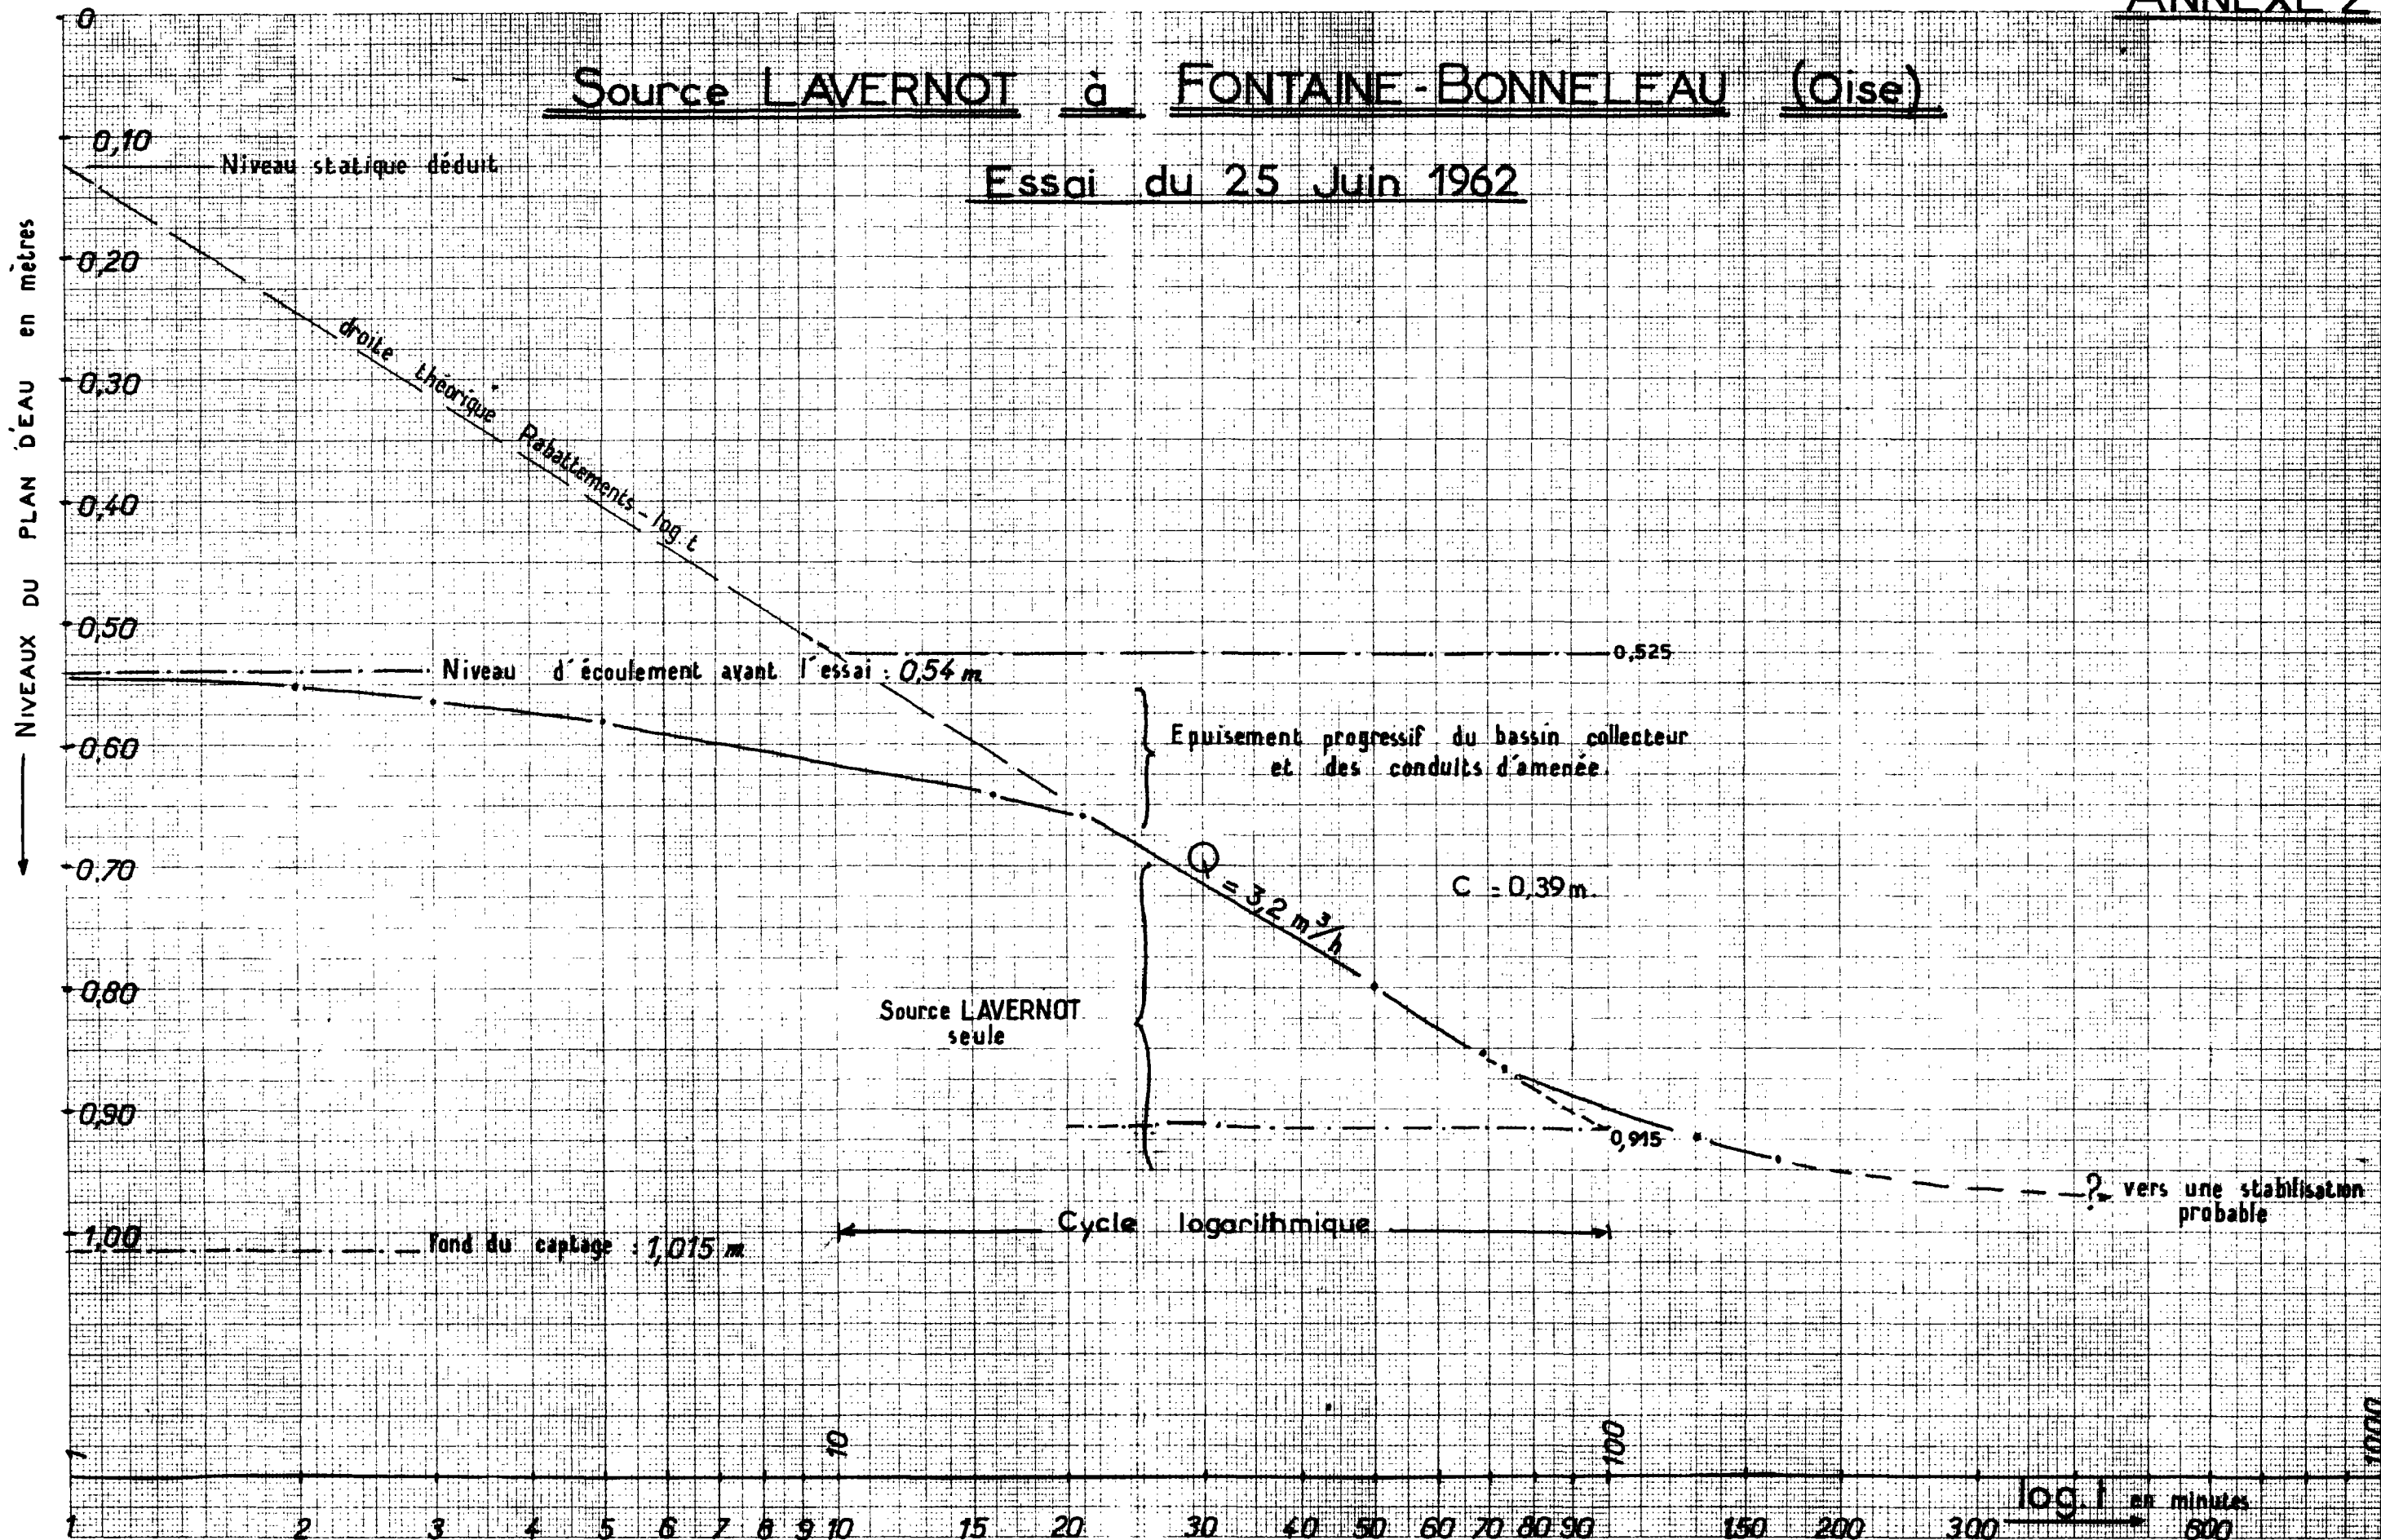 ANNEXE 2
Source LAVERNOT à FONTAINE-BONNELEAU (Oise)
Essai du 25 Juin 1962
NIVEAUX DU PLAN D'EAU en mètres
0
0,10
0,20
0,30
0,40
0,50
0,60
0,70
0,80
0,90
1,00
Niveau statique déduit
droite théorique Rabattements - log t
0,525
Niveau d'écoulement avant l'essai : 0,54 m
Epuisement progressif du bassin collecteur
et des conduits d'amenée.
Q = 3,2 m³/h
C = 0,39 m.
Source LAVERNOT
seule
0,915
? vers une stabilisation
probable
Cycle logarithmique
Fond du captage : 1,015 m
1 10 100 1000
log. t en minutes
1 2 3 4 5 6 7 8 9 10 15 20 30 40 50 60 70 80 90 150 200 300 600